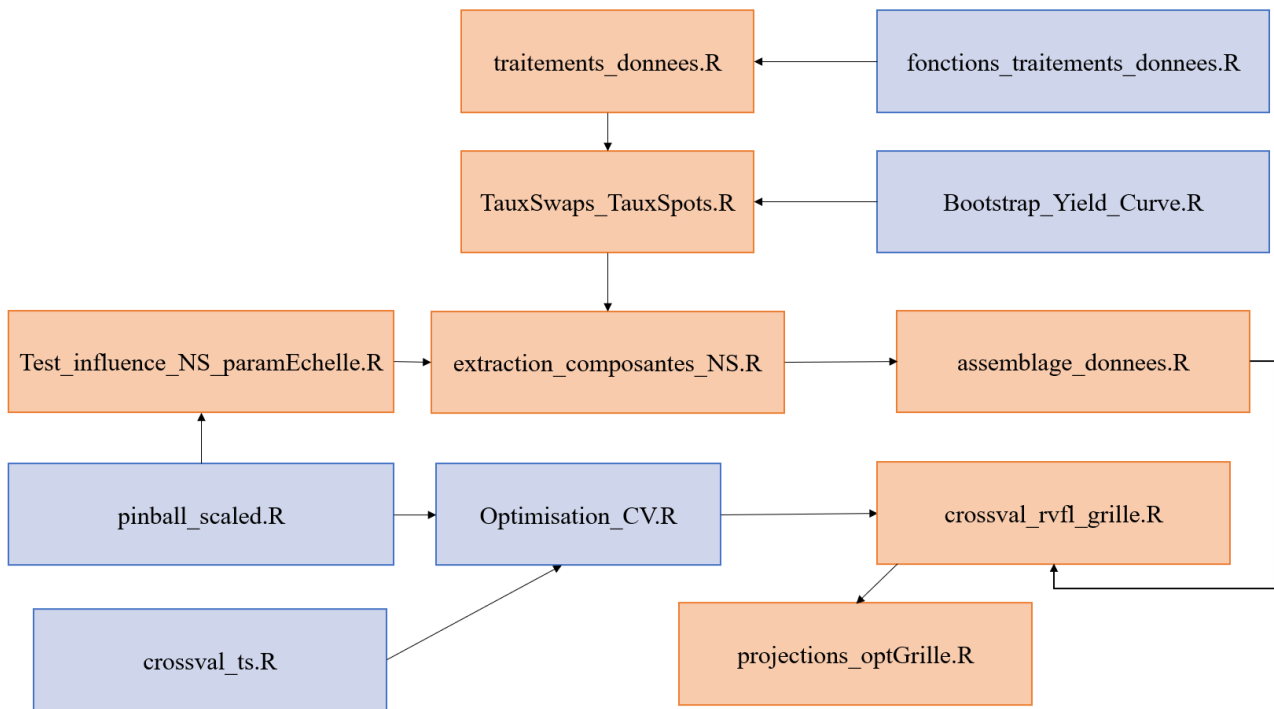 traitements_donnees.R
fonctions_traitements_donnees.R
TauxSwaps_TauxSpots.R
Bootstrap_Yield_Curve.R
Test_influence_NS_paramEchelle.R
extraction_composantes_NS.R
assemblage_donnees.R
pinball_scaled.R
Optimisation_CV.R
crossval_rvfl_grille.R
crossval_ts.R
projections_optGrille.R